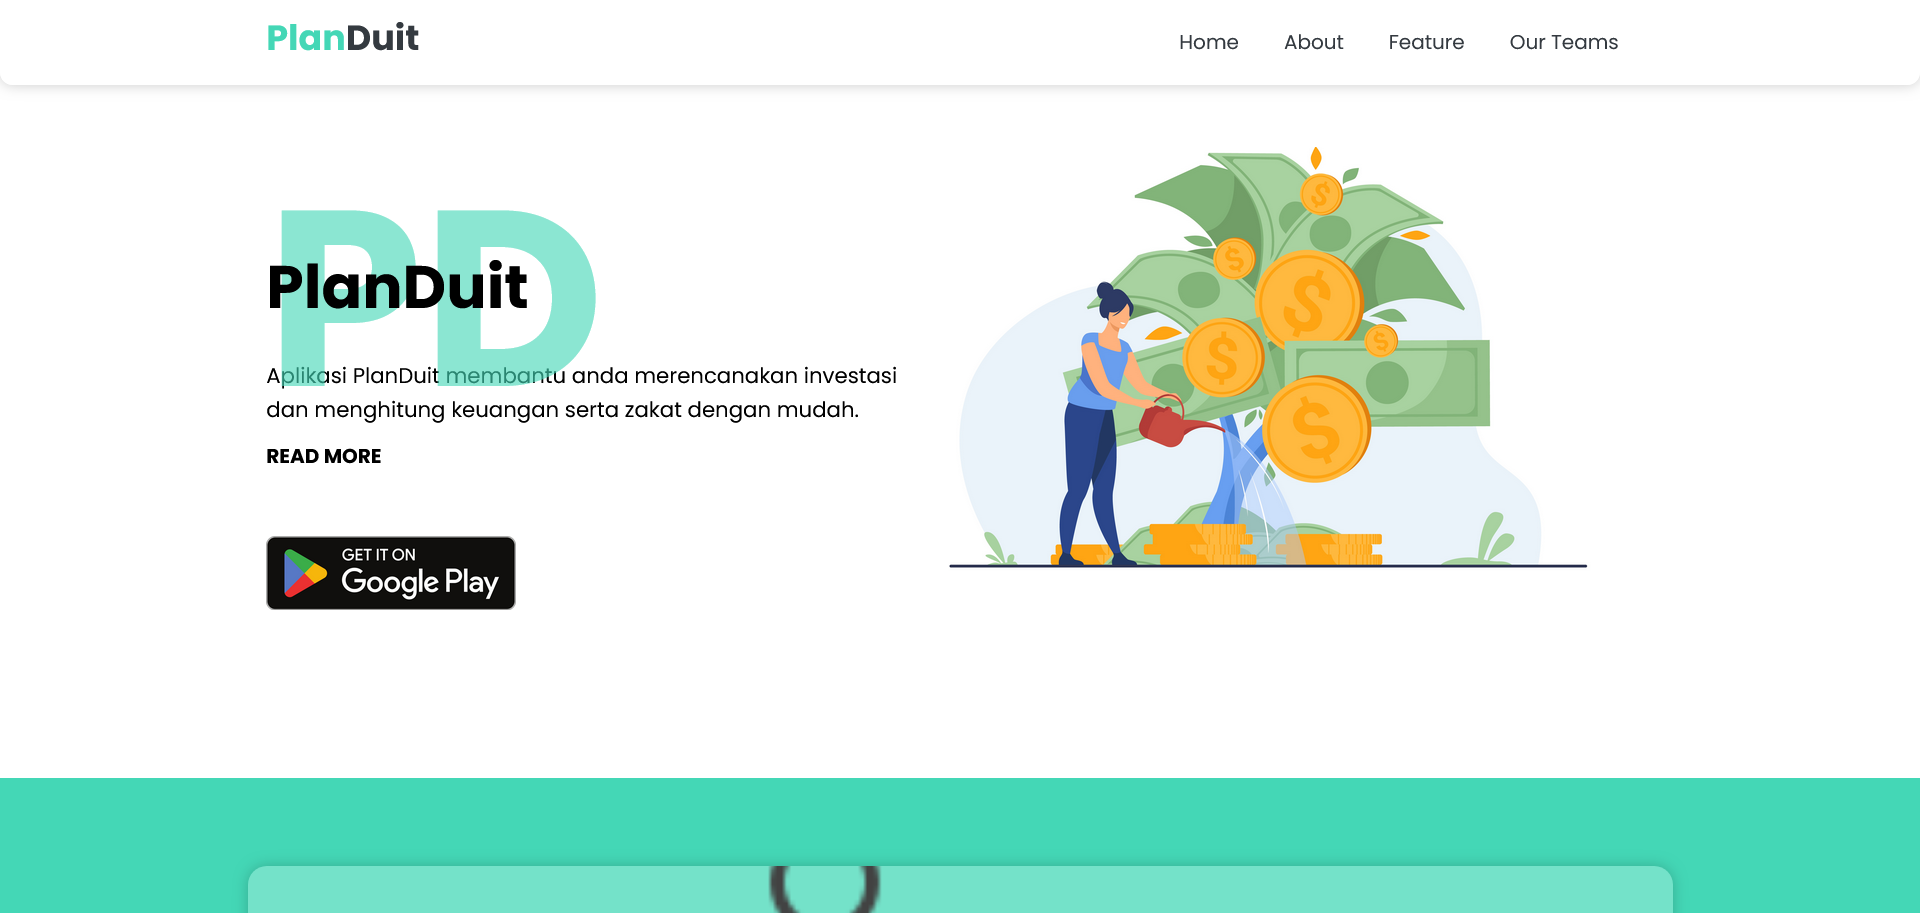 PlanDuit
Home
About
Feature
Our Teams
PD
PlanDuit
Aplikasi PlanDuit membantu anda merencanakan investasi
dan menghitung keuangan serta zakat dengan mudah.
READ MORE
GET IT ON
Google Play